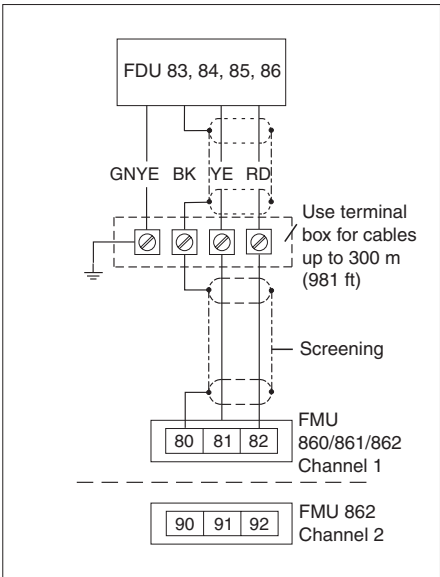 FDU 83, 84, 85, 86
GNYE BK YE RD
Use terminal
box for cables
up to 300 m
(981 ft)
Screening
80 81 82
FMU
860/861/862
Channel 1
90 91 92
FMU 862
Channel 2